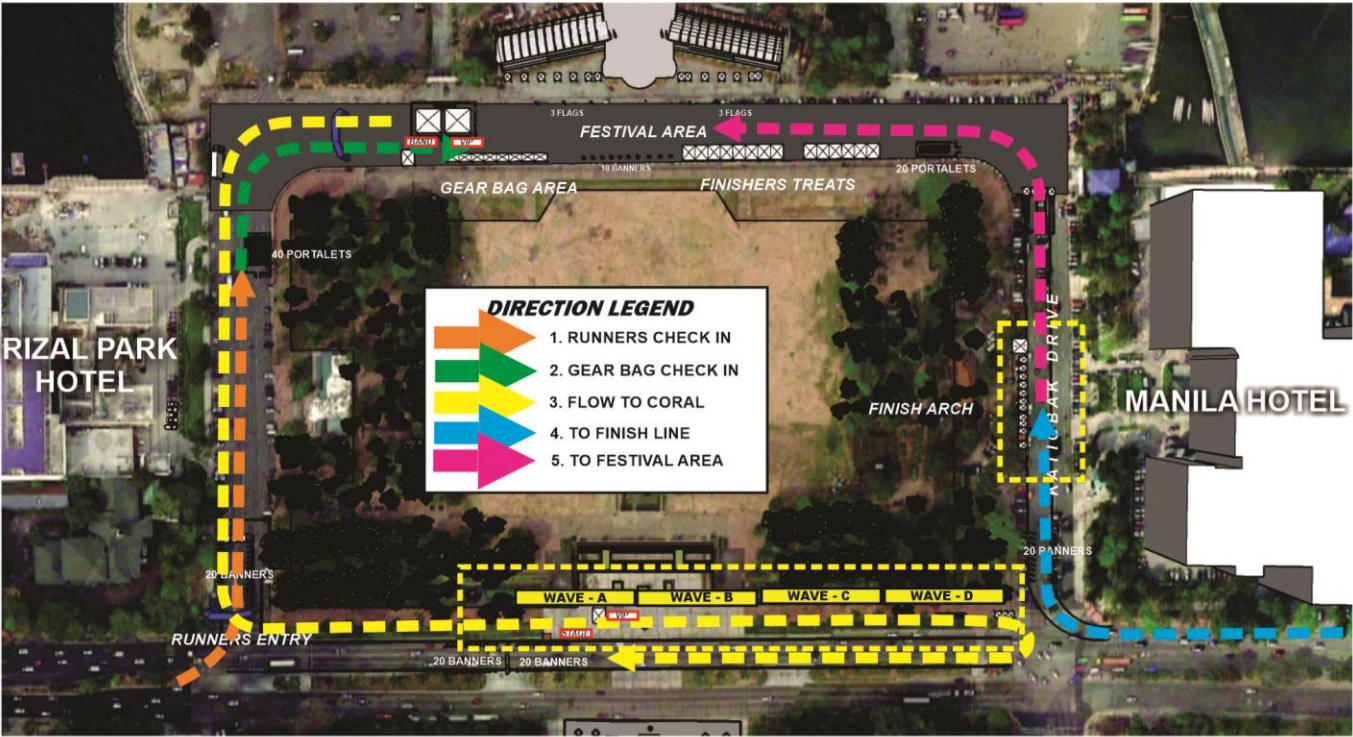 3 FLAGS
3 FLAGS
FESTIVAL AREA
BAND
VIP
10 BANNERS
20 PORTALETS
GEAR BAG AREA
FINISHERS TREATS
40 PORTALETS
DIRECTION LEGEND
1. RUNNERS CHECK IN
2. GEAR BAG CHECK IN
3. FLOW TO CORAL
4. TO FINISH LINE
5. TO FESTIVAL AREA
RIZAL PARK
HOTEL
FINISH ARCH
KATIGBAK DRIVE
MANILA HOTEL
20 BANNERS
20 BANNERS
WAVE - A
WAVE - B
WAVE - C
WAVE - D
VIP
STAGE
RUNNERS ENTRY
20 BANNERS
20 BANNERS